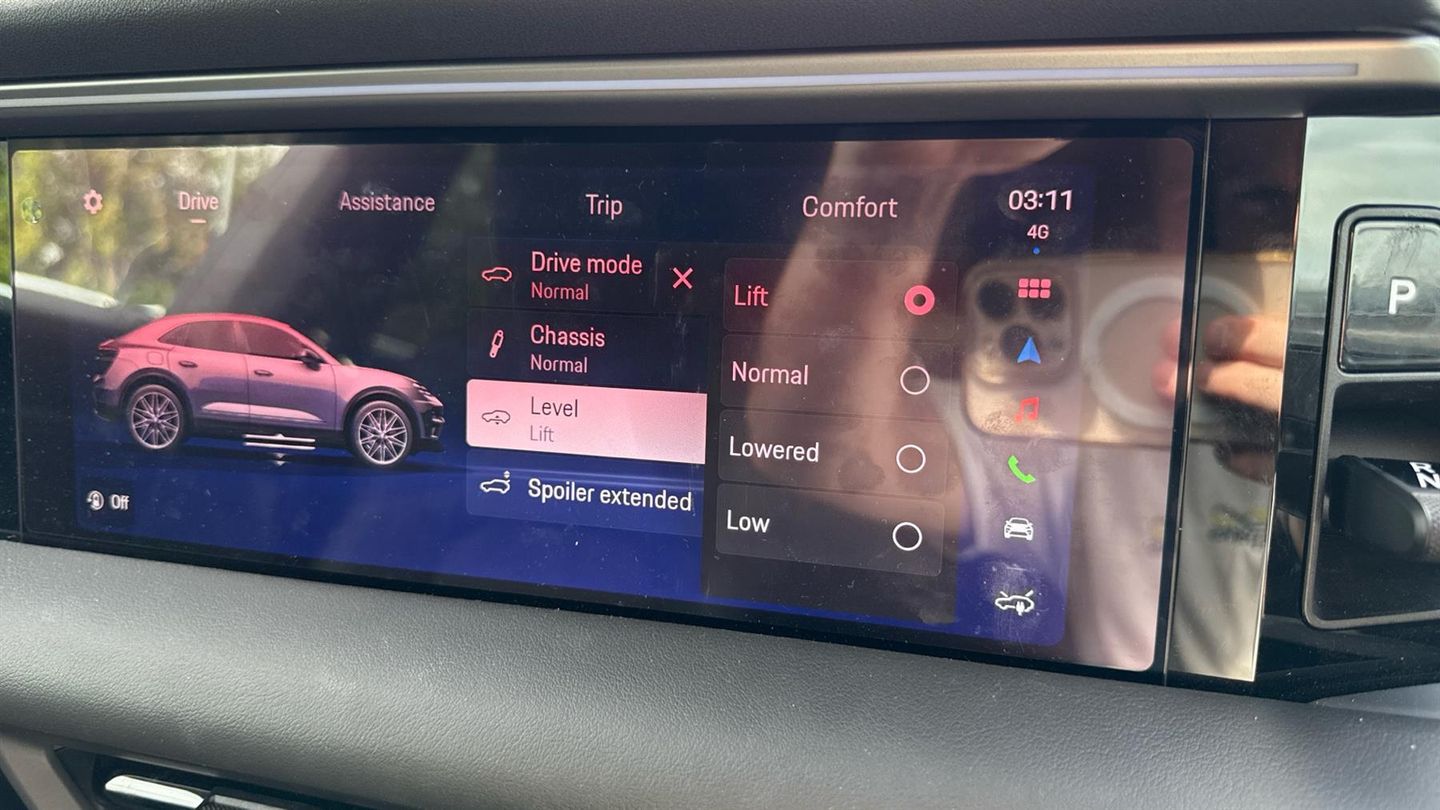 Drive
Assistance
Trip
Comfort
03:11
4G
Drive mode
Normal
Chassis
Normal
Level
Lift
Spoiler extended
Lift
Normal
Lowered
Low
Off
P
R
N